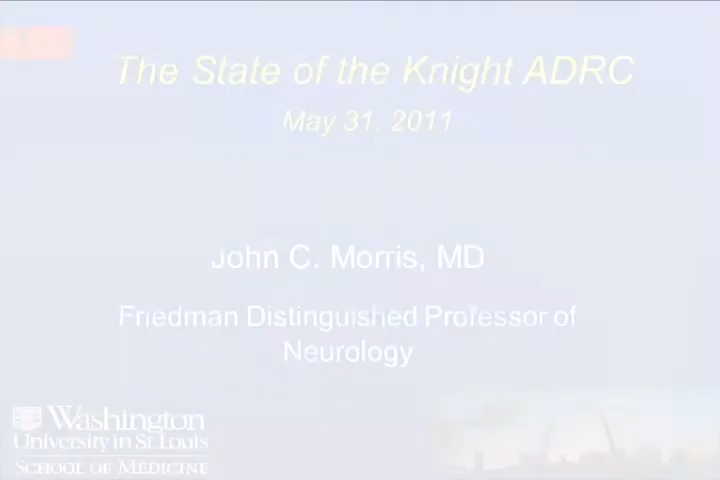 The State of the Knight ADRC
May 31, 2011
John C. Morris, MD
Friedman Distinguished Professor of
Neurology
Washington
University in St. Louis
SCHOOL OF MEDICINE